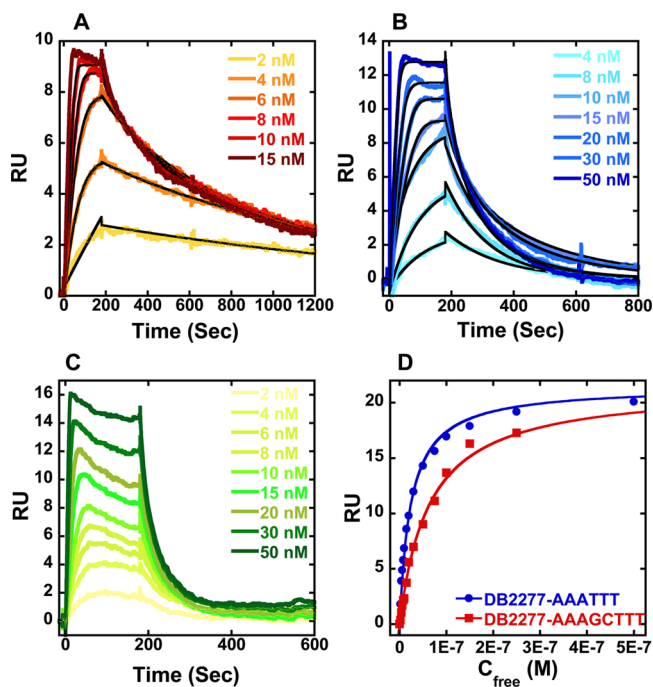 A
10
8
6
4
2
0
RU
2 nM
4 nM
6 nM
8 nM
10 nM
15 nM
0 200 400 600 800 1000 1200
Time (Sec)
B
14
12
10
8
6
4
2
0
RU
4 nM
8 nM
10 nM
15 nM
20 nM
30 nM
50 nM
0 200 400 600 800
Time (Sec)
C
16
14
12
10
8
6
4
2
0
RU
2 nM
4 nM
6 nM
8 nM
10 nM
15 nM
20 nM
30 nM
50 nM
0 200 400 600
Time (Sec)
D
20
15
10
5
0
RU
DB2277-AAATTT
DB2277-AAAGCTTT
0 1E-7 2E-7 3E-7 4E-7 5E-7
C free (M)